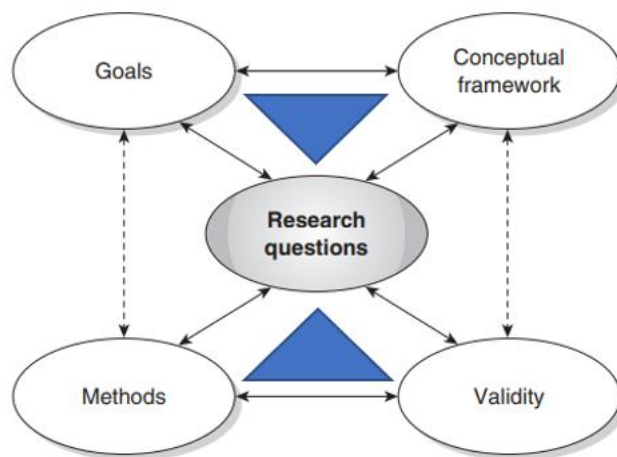 Goals
Conceptual
framework
Research
questions
Methods
Validity